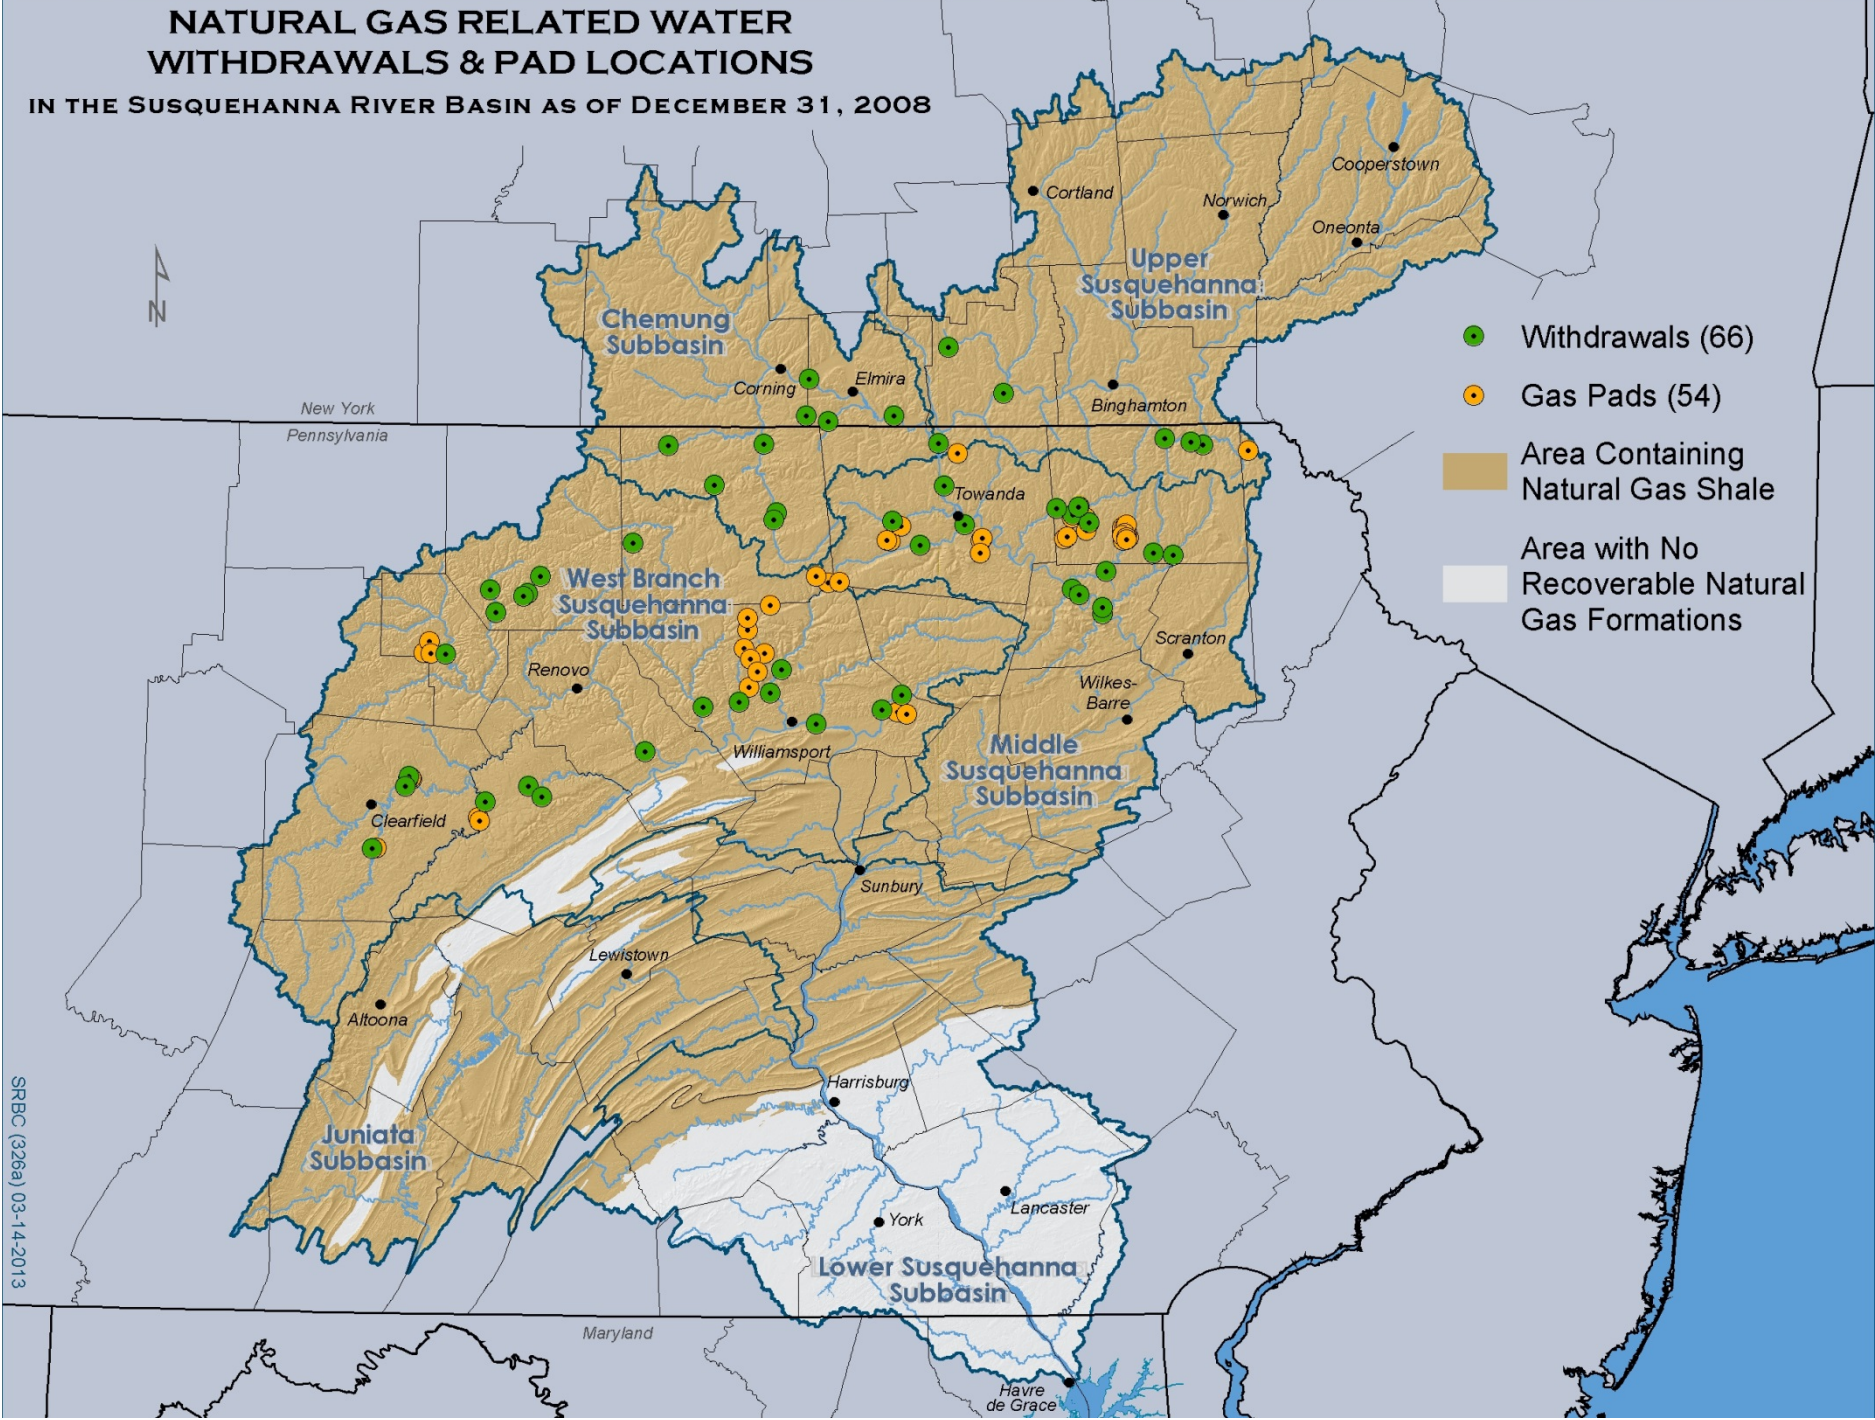 NATURAL GAS RELATED WATER
WITHDRAWALS & PAD LOCATIONS
IN THE SUSQUEHANNA RIVER BASIN AS OF DECEMBER 31, 2008
Cooperstown
Cortland
Norwich
Oneonta
Upper
Susquehanna
Subbasin
Chemung
Subbasin
Corning
Elmira
Binghamton
New York
Pennsylvania
N
Withdrawals (66)
Gas Pads (54)
Area Containing
Natural Gas Shale
Area with No
Recoverable Natural
Gas Formations
Towanda
West Branch
Susquehanna
Subbasin
Renovo
Scranton
Wilkes-
Barre
Williamsport
Middle
Susquehanna
Subbasin
Clearfield
Sunbury
Lewistown
Altoona
Harrisburg
Juniata
Subbasin
Lancaster
York
Lower Susquehanna
Subbasin
Maryland
Havre
de Grace
SRBC (326a) 03-14-2013